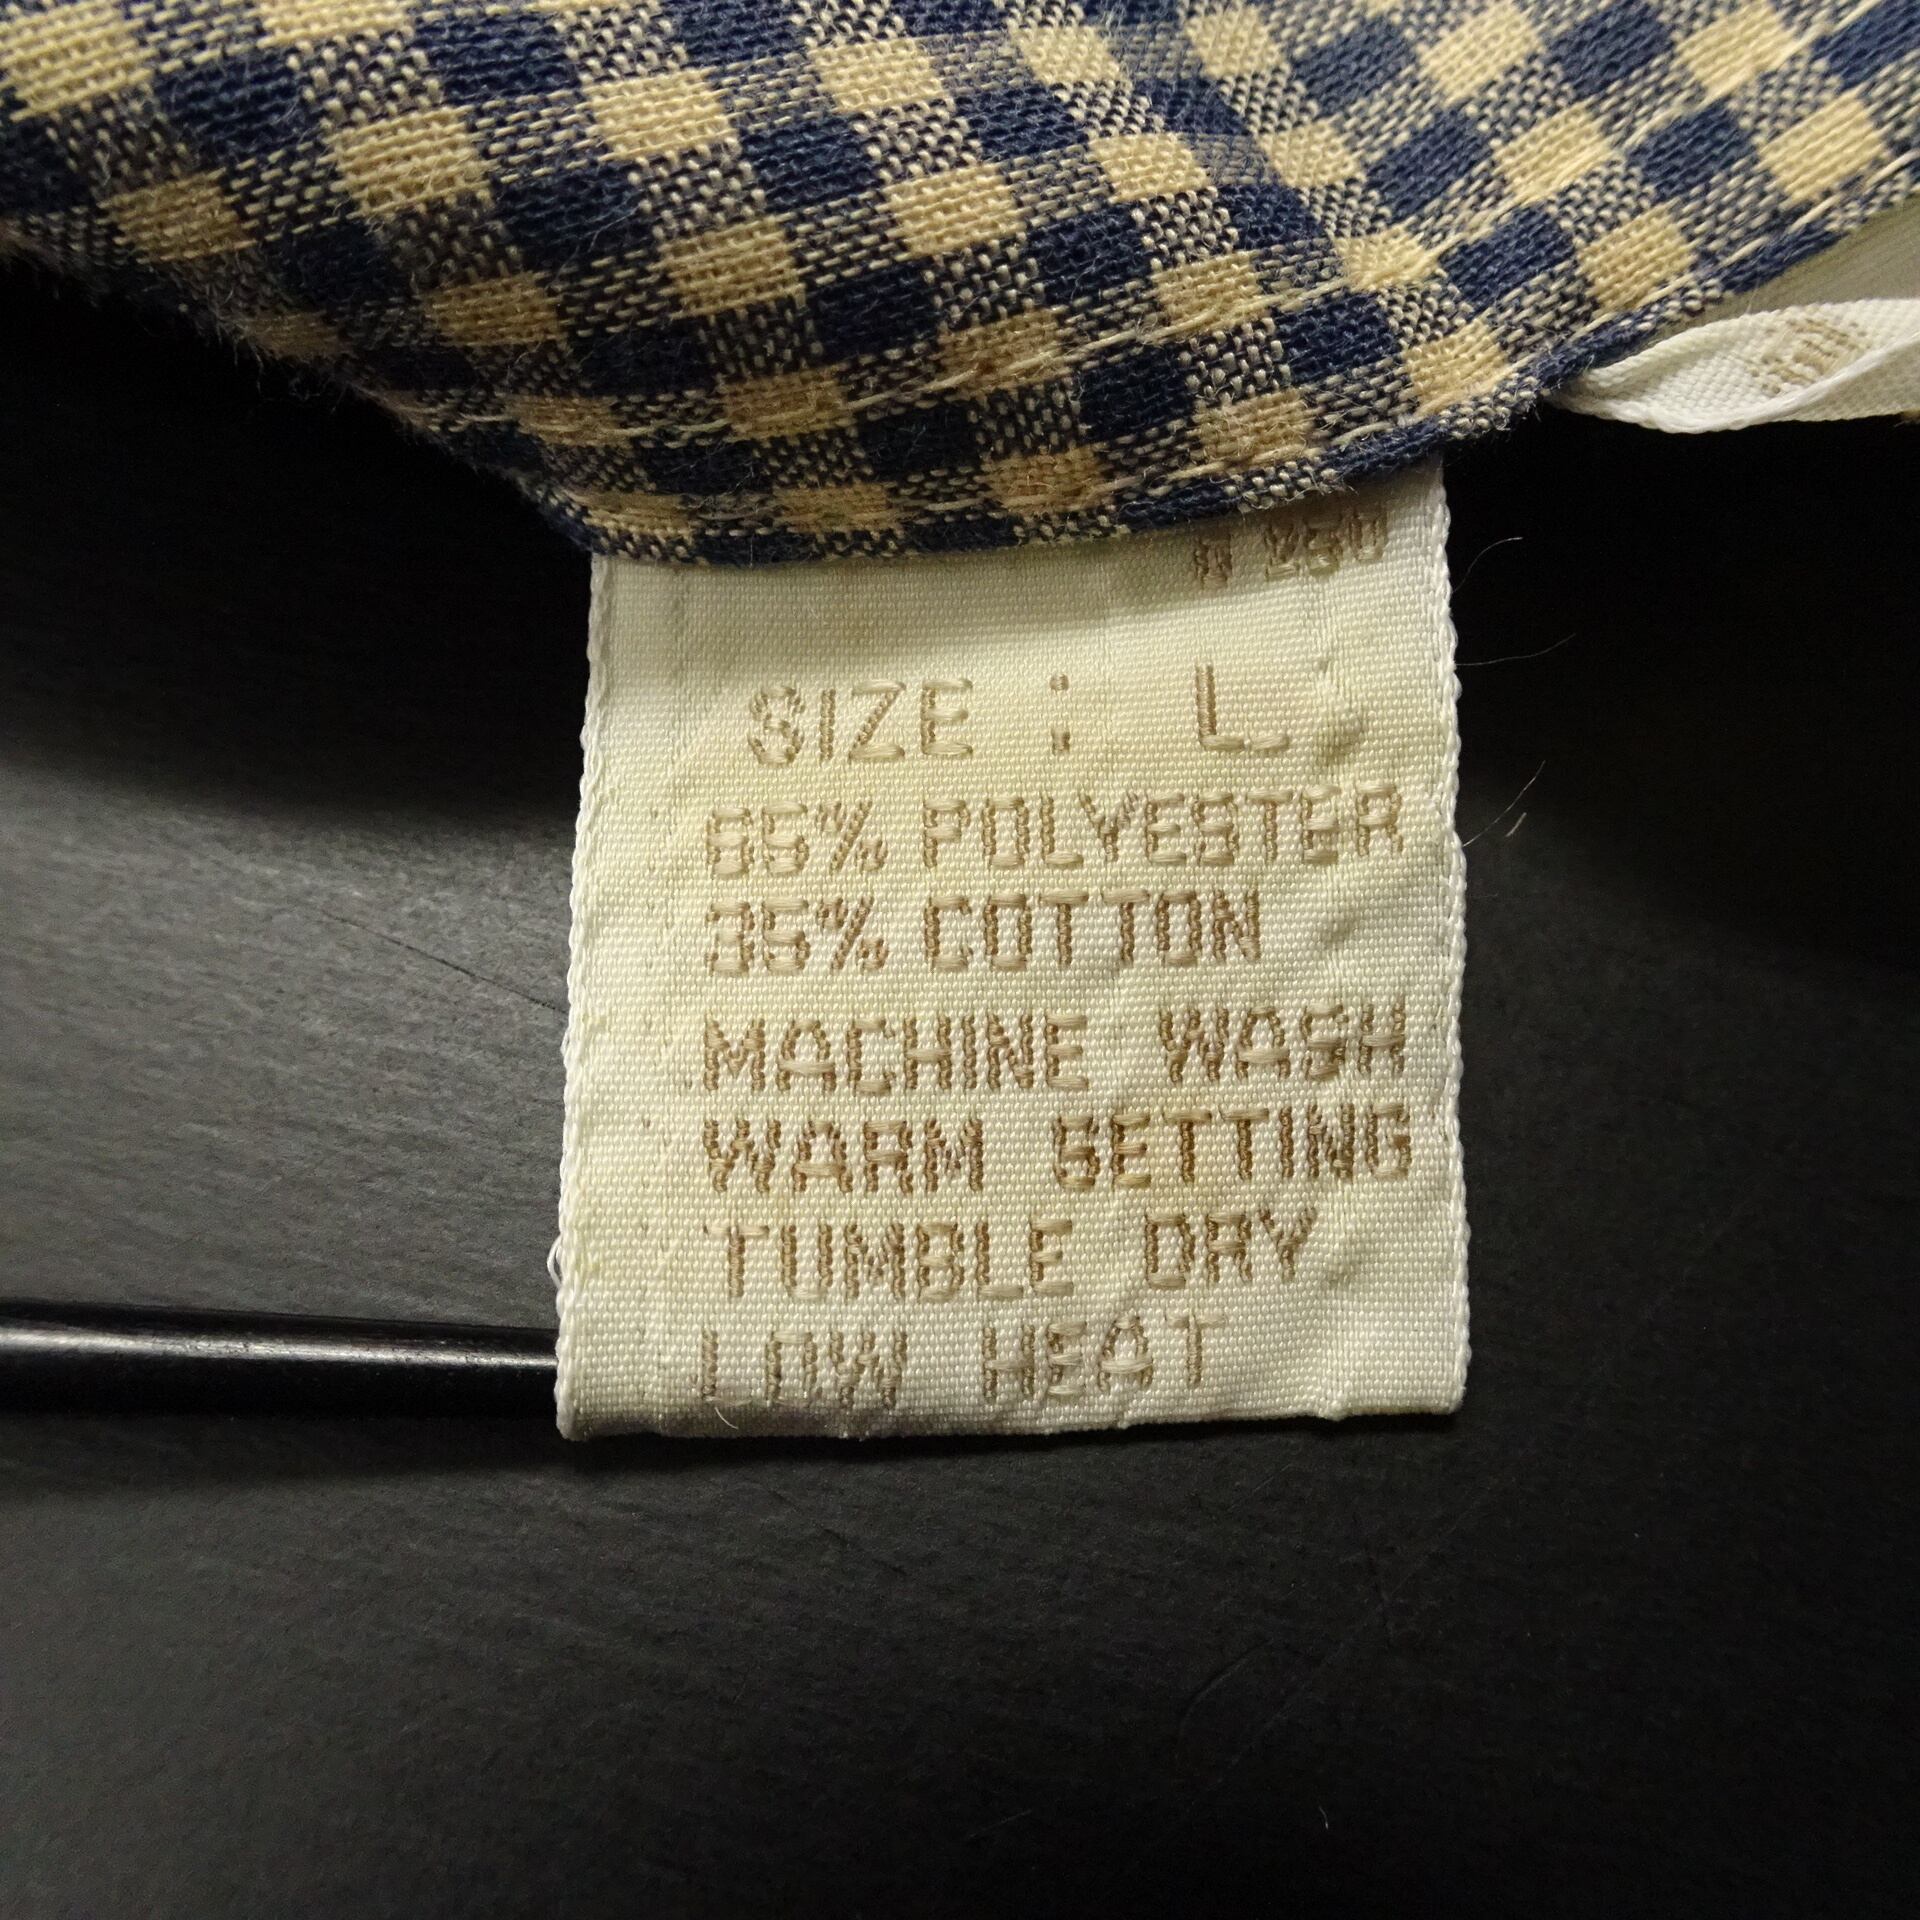 SIZE : L
65% POLYESTER
35% COTTON
MACHINE WASH
WARM SETTING
TUMBLE DRY
LOW HEAT